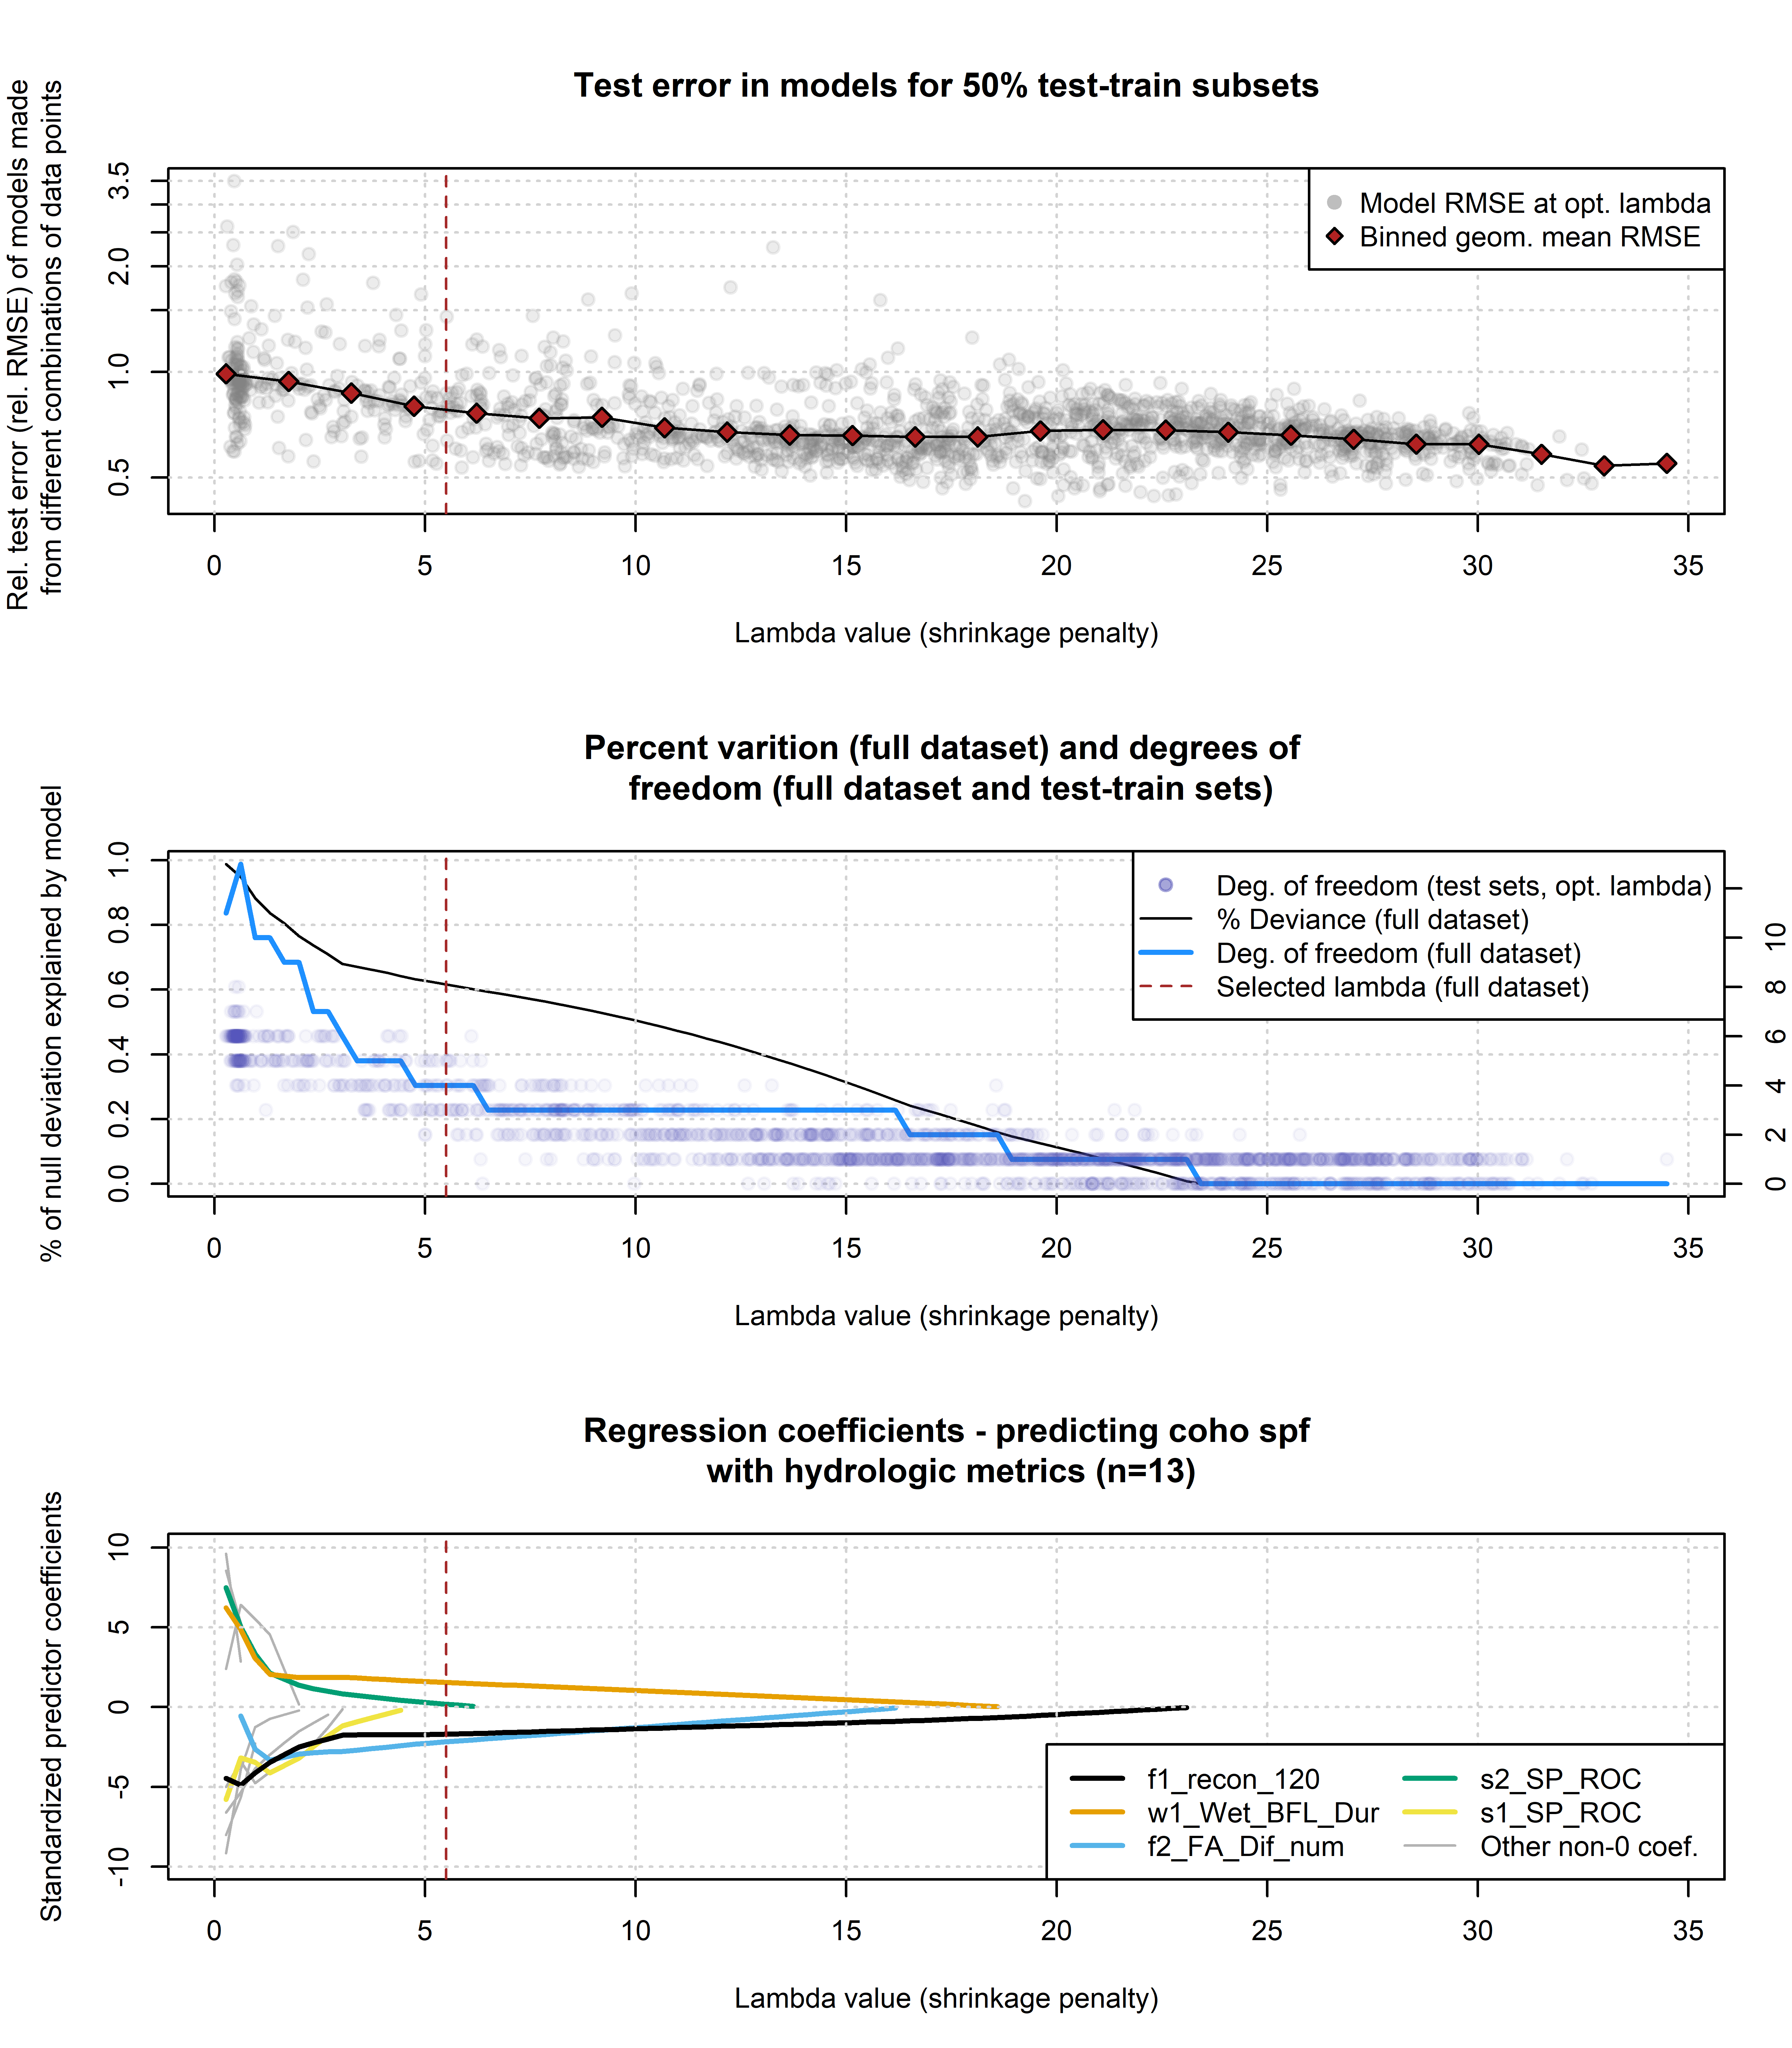 Test error in models for 50% test-train subsets
Rel. test error (rel. RMSE) of models made
from different combinations of data points
3.5
2.0
1.0
0.5
Model RMSE at opt. lambda
Binned geom. mean RMSE
0 5 10 15 20 25 30 35
Lambda value (shrinkage penalty)
Percent varition (full dataset) and degrees of
freedom (full dataset and test-train sets)
% of null deviation explained by model
1.0
0.8
0.6
0.4
0.2
0.0
Deg. of freedom (test sets, opt. lambda)
% Deviance (full dataset)
Deg. of freedom (full dataset)
Selected lambda (full dataset)
10
8
6
4
2
0
0 5 10 15 20 25 30 35
Lambda value (shrinkage penalty)
Regression coefficients - predicting coho spf
with hydrologic metrics (n=13)
Standardized predictor coefficients
10
5
0
-5
-10
f1_recon_120
w1_Wet_BFL_Dur
f2_FA_Dif_num
s2_SP_ROC
s1_SP_ROC
Other non-0 coef.
0 5 10 15 20 25 30 35
Lambda value (shrinkage penalty)